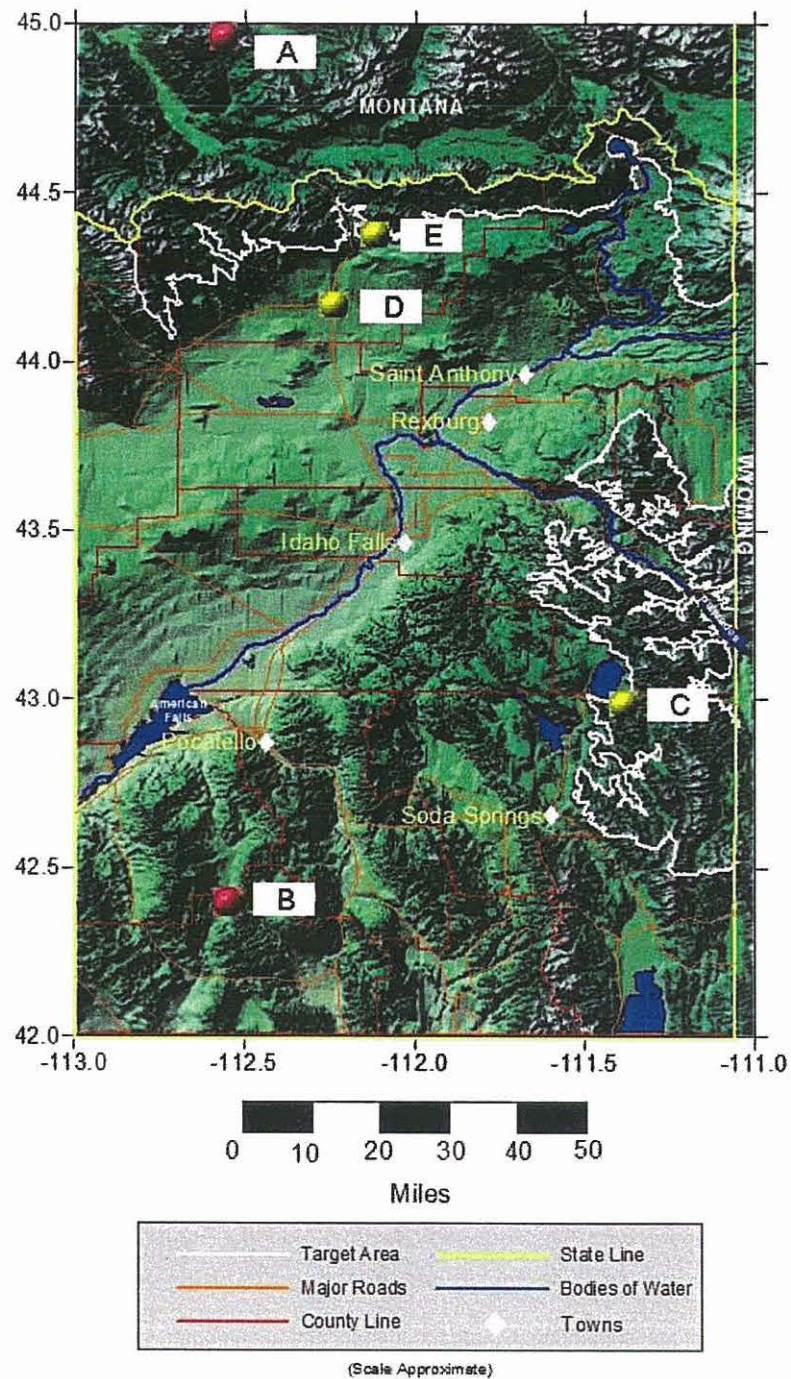 45.0
A
MONTANA
44.5
E
D
44.0
Saint Anthony
Rexburg
WYOMING
43.5
Idaho Falls
43.0
American
Falls
C
Pocatello
Soda Springs
42.5
B
42.0
-113.0 -112.5 -112.0 -111.5 -111.0
0 10 20 30 40 50
Miles
Target Area State Line
Major Roads Bodies of Water
County Line Towns
(Scale Approximate)